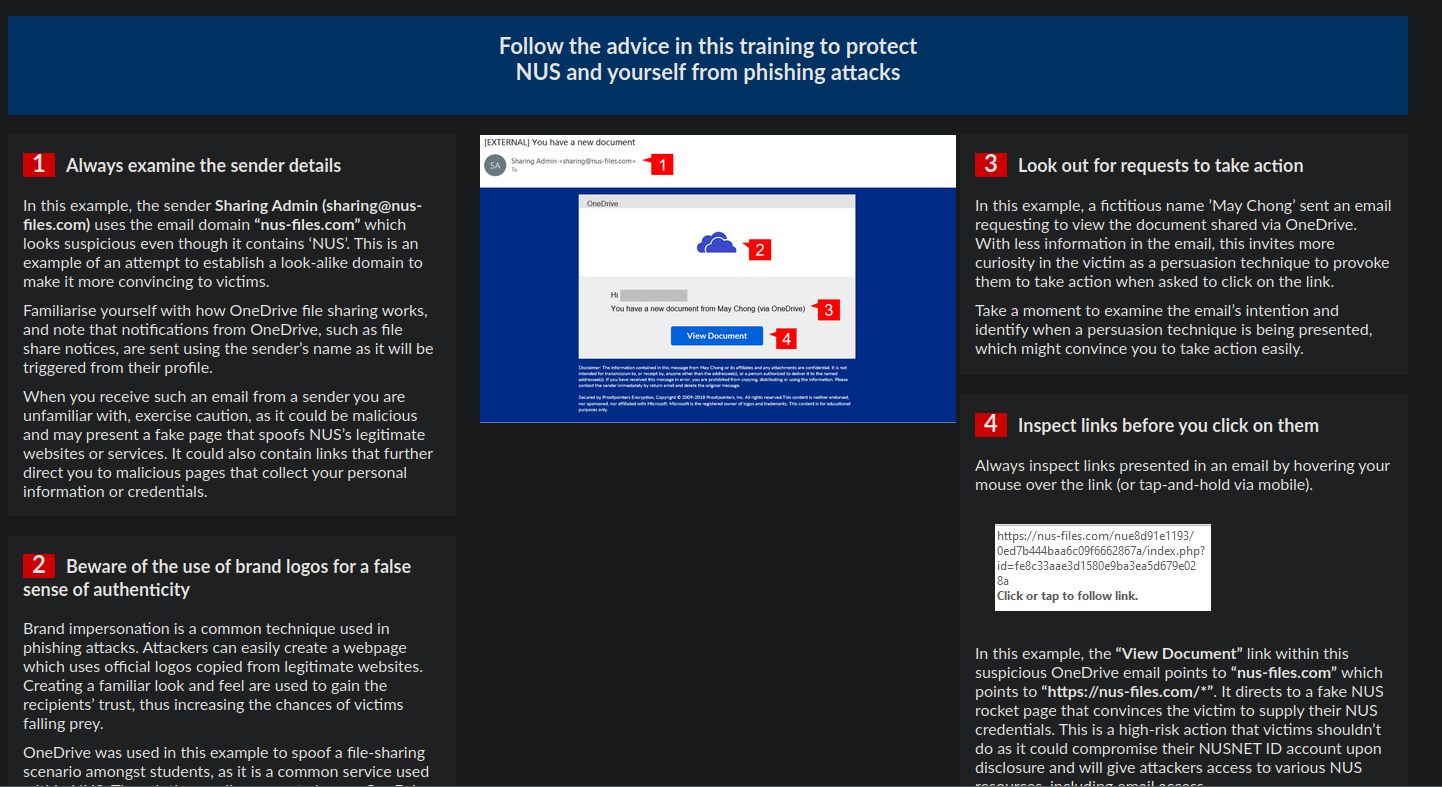 Follow the advice in this training to protect
NUS and yourself from phishing attacks
1 Always examine the sender details
In this example, the sender Sharing Admin (sharing@nus-
files.com) uses the email domain “nus-files.com” which
looks suspicious even though it contains ‘NUS’. This is an
example of an attempt to establish a look-alike domain to
make it more convincing to victims.
Familiarise yourself with how OneDrive file sharing works,
and note that notifications from OneDrive, such as file
share notices, are sent using the sender’s name as it will be
triggered from their profile.
When you receive such an email from a sender you are
unfamiliar with, exercise caution, as it could be malicious
and may present a fake page that spoofs NUS’s legitimate
websites or services. It could also contain links that further
direct you to malicious pages that collect your personal
information or credentials.
2 Beware of the use of brand logos for a false
sense of authenticity
Brand impersonation is a common technique used in
phishing attacks. Attackers can easily create a webpage
which uses official logos copied from legitimate websites.
Creating a familiar look and feel are used to gain the
recipients’ trust, thus increasing the chances of victims
falling prey.
OneDrive was used in this example to spoof a file-sharing
scenario amongst students, as it is a common service used
[EXTERNAL] You have a new document
SA
Sharing Admin <sharing@nus-files.com>
1
To
OneDrive
2
Hi
You have a new document from May Chong (via OneDrive)
3
View Document
4
Disclaimer: The information contained in this message from May Chong or its affiliates and any attachments are confidential. It is not
intended for transmission to, or receipt by, anyone other than the addressee(s), or a person authorized to deliver it to the named
addressee(s). If you have received this message in error, you are prohibited from copying, distributing or using the information. Please
contact the sender immediately by return email and delete the original message.
Secured by Proofpointers Encryption, Copyright © 2009-2018 Proofpointers, Inc. All rights reserved.This content is neither endorsed,
nor sponsored, nor affiliated with Microsoft. Microsoft is the registered owner of logos and trademarks. This content is for educational
purposes only.
3 Look out for requests to take action
In this example, a fictitious name ’May Chong’ sent an email
requesting to view the document shared via OneDrive.
With less information in the email, this invites more
curiosity in the victim as a persuasion technique to provoke
them to take action when asked to click on the link.
Take a moment to examine the email’s intention and
identify when a persuasion technique is being presented,
which might convince you to take action easily.
4 Inspect links before you click on them
Always inspect links presented in an email by hovering your
mouse over the link (or tap-and-hold via mobile).
https://nus-files.com/nue8d91e1193/
0ed7b444baa6c09f6662867a/index.php?
id=fe8c33aae3d1580e9ba3ea5d679e02
8a
Click or tap to follow link.
In this example, the “View Document” link within this
suspicious OneDrive email points to “nus-files.com” which
points to “https://nus-files.com/*”. It directs to a fake NUS
rocket page that convinces the victim to supply their NUS
credentials. This is a high-risk action that victims shouldn’t
do as it could compromise their NUSNET ID account upon
disclosure and will give attackers access to various NUS
resources, including email access.